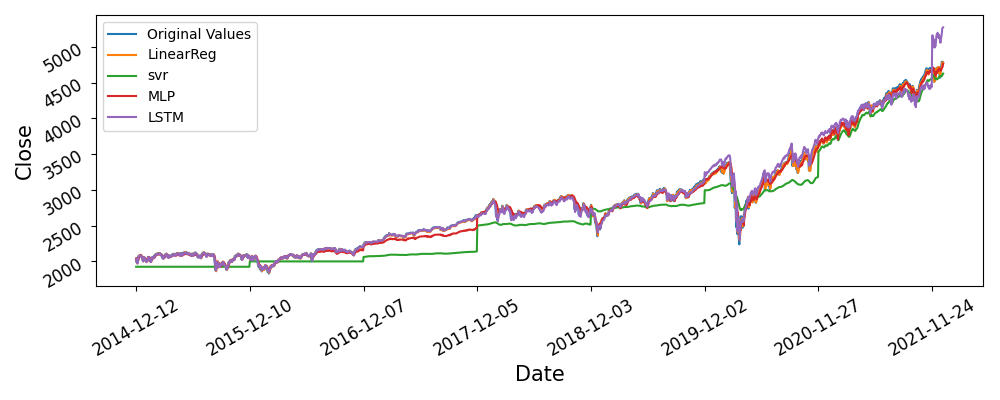 Original Values
LinearReg
svr
MLP
LSTM
Close
5000
4500
4000
3500
3000
2500
2000
2014-12-12
2015-12-10
2016-12-07
2017-12-05
2018-12-03
2019-12-02
2020-11-27
2021-11-24
Date